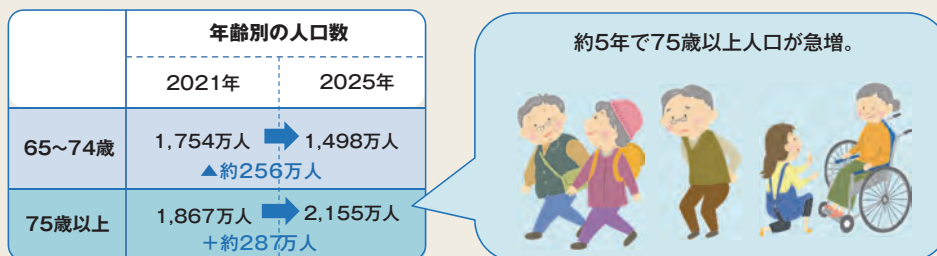 年齢別の人口数
2021年 2025年
65〜74歳 1,754万人 1,498万人
▲約256万人
75歳以上 1,867万人 2,155万人
＋約287万人
約5年で75歳以上人口が急増。